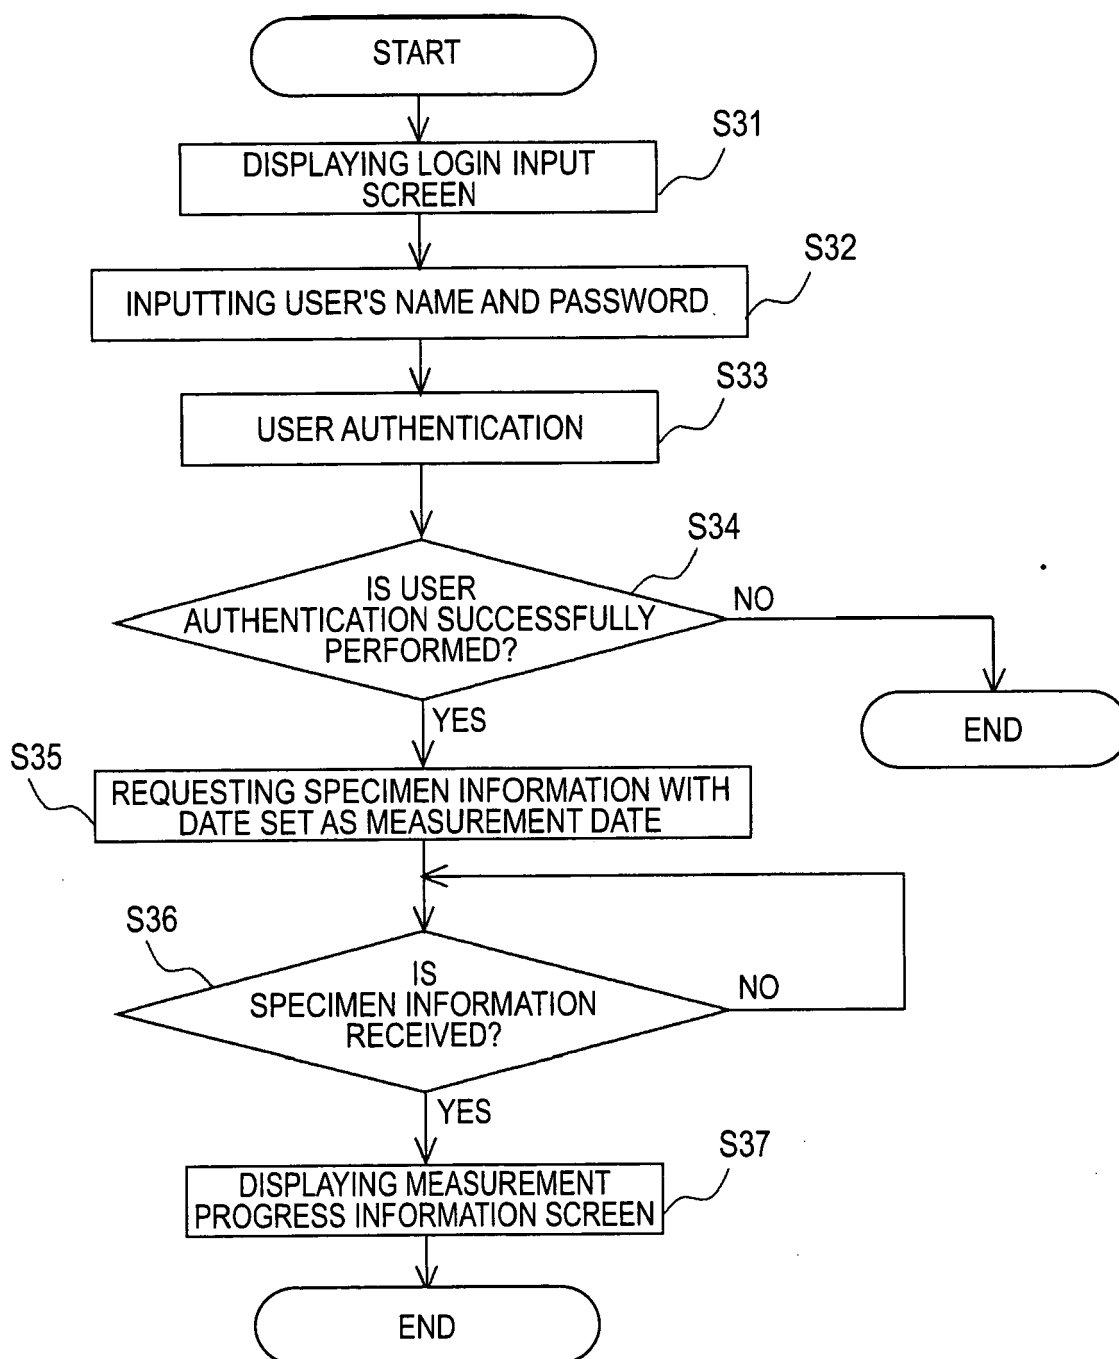 START
S31
DISPLAYING LOGIN INPUT
SCREEN
S32
INPUTTING USER'S NAME AND PASSWORD
S33
USER AUTHENTICATION
S34
IS USER
AUTHENTICATION SUCCESSFULLY
PERFORMED?
NO
END
YES
S35
REQUESTING SPECIMEN INFORMATION WITH
DATE SET AS MEASUREMENT DATE
S36
IS
SPECIMEN INFORMATION
RECEIVED?
NO
YES
S37
DISPLAYING MEASUREMENT
PROGRESS INFORMATION SCREEN
END